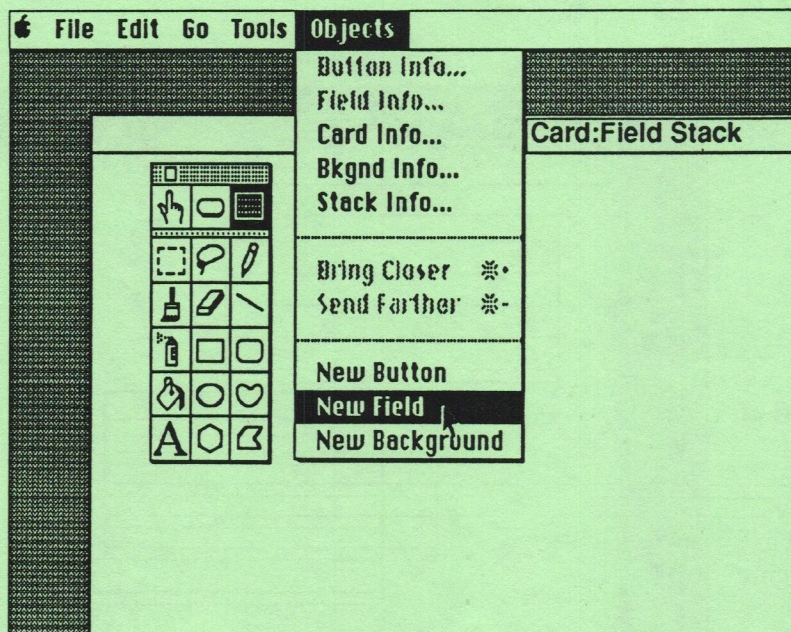 File Edit Go Tools Objects
Button Info...
Field Info...
Card Info...
Bkgnd Info...
Stack Info...
Card:Field Stack
Bring Closer ⌘+
Send Farther ⌘-
New Button
New Field
New Background
A